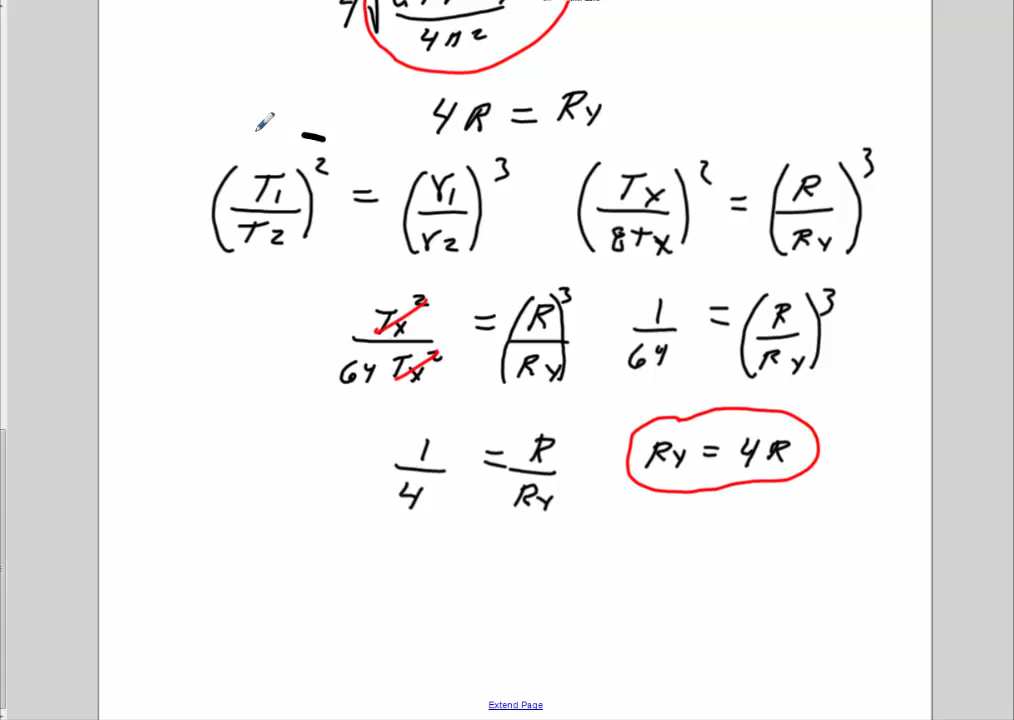 4π²
4R = Ry
(T1/T2)² = (r1/r2)³ (Tx/8Tx)² = (R/Ry)³
Tx²/64 Tx² = (R/Ry)³ 1/64 = (R/Ry)³
1/4 = R/Ry Ry = 4R
Extend Page